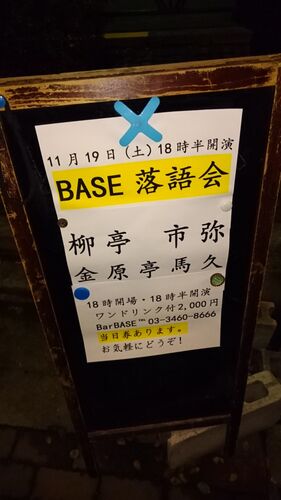 11月19日(土)18時半開演
BASE 落語会
柳亭 市弥
金原亭馬久
18時開場・18時半開演
ワンドリンク付2,000円
BarBASE™ 03-3460-8666
当日券あります。
お気軽にどうぞ!